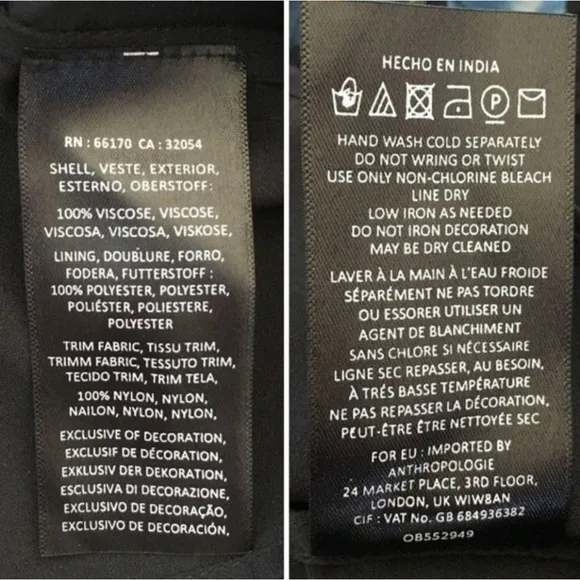 RN : 66170 CA : 32054
SHELL, VESTE, EXTERIOR,
ESTERNO, OBERSTOFF:
100% VISCOSE, VISCOSE,
VISCOSA, VISCOSA, VISKOSE,
LINING, DOUBLURE, FORRO,
FODERA, FUTTERSTOFF :
100% POLYESTER, POLYESTER,
POLIÉSTER, POLIESTERE,
POLYESTER
TRIM FABRIC, TISSU TRIM,
TRIMM FABRIC, TESSUTO TRIM,
TECIDO TRIM, TRIM TELA,
100% NYLON, NYLON,
NAILON, NYLON, NYLON,
EXCLUSIVE OF DECORATION,
EXCLUSIF DE DÉCORATION,
EXKLUSIV DER DEKORATION,
ESCLUSIVA DI DECORAZIONE,
EXCLUSIVO DE DECORAÇÃO,
EXCLUSIVO DE DECORACIÓN,
HECHO EN INDIA
HAND WASH COLD SEPARATELY
DO NOT WRING OR TWIST
USE ONLY NON-CHLORINE BLEACH
LINE DRY
LOW IRON AS NEEDED
DO NOT IRON DECORATION
MAY BE DRY CLEANED
LAVER À LA MAIN À L'EAU FROIDE
SÉPARÉMENT NE PAS TORDRE
OU ESSORER UTILISER UN
AGENT DE BLANCHIMENT
SANS CHLORE SI NÉCESSAIRE
LIGNE SEC REPASSER, AU BESOIN,
À TRÉS BASSE TEMPÉRATURE
NE PAS REPASSER LA DÉCORATION,
PEUT-ÊTRE ÊTRE NETTOYÉE SEC
FOR EU : IMPORTED BY
ANTHROPOLOGIE
24 MARKET PLACE, 3RD FLOOR,
LONDON, UK WIW8AN
CIF : VAT No. GB 684936382
OB552949